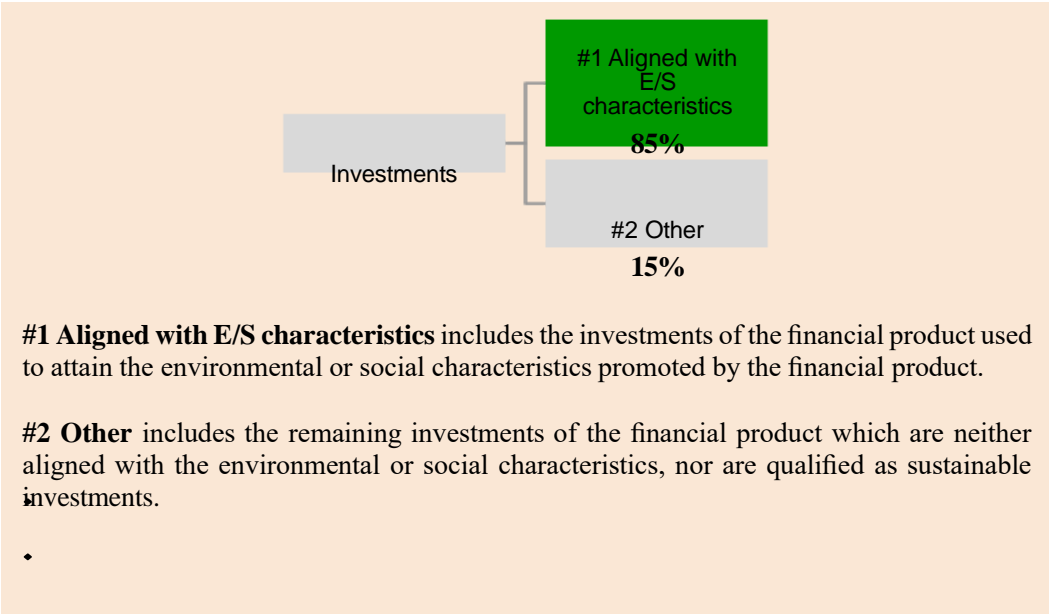 #1 Aligned with
E/S
characteristics
85%
Investments
#2 Other
15%
#1 Aligned with E/S characteristics includes the investments of the financial product used
to attain the environmental or social characteristics promoted by the financial product.
#2 Other includes the remaining investments of the financial product which are neither
aligned with the environmental or social characteristics, nor are qualified as sustainable
investments.